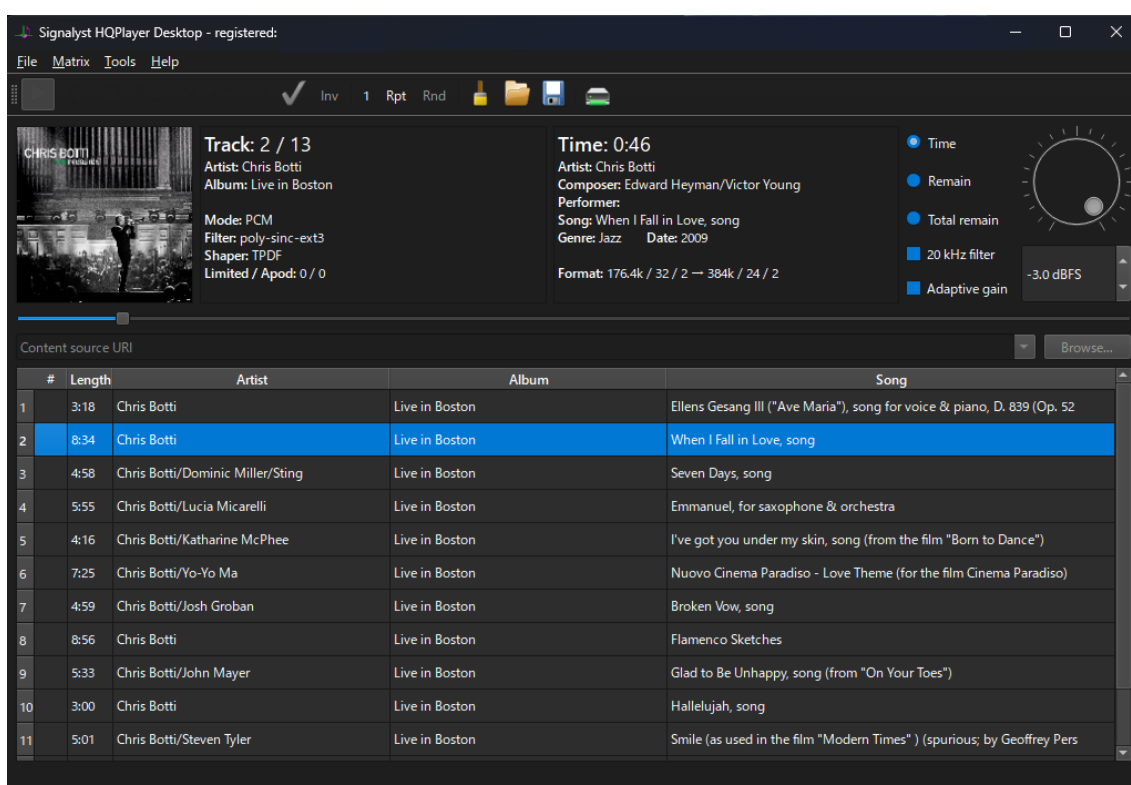 Signalyst HQPlayer Desktop - registered:
File Matrix Tools Help
Inv 1 Rpt Rnd
CHRIS BOTTI
Track: 2 / 13
Artist: Chris Botti
Album: Live in Boston
Mode: PCM
Filter: poly-sinc-ext3
Shaper: TPDF
Limited / Apod: 0 / 0
Time: 0:46
Artist: Chris Botti
Composer: Edward Heyman/Victor Young
Performer:
Song: When I Fall in Love, song
Genre: Jazz Date: 2009
Format: 176.4k / 32 / 2 → 384k / 24 / 2
Time
Remain
Total remain
20 kHz filter
Adaptive gain
-3.0 dBFS
Content source URI Browse...
# Length Artist Album Song
1 3:18 Chris Botti Live in Boston Ellens Gesang III ("Ave Maria"), song for voice & piano, D. 839 (Op. 52
2 8:34 Chris Botti Live in Boston When I Fall in Love, song
3 4:58 Chris Botti/Dominic Miller/Sting Live in Boston Seven Days, song
4 5:55 Chris Botti/Lucia Micarelli Live in Boston Emmanuel, for saxophone & orchestra
5 4:16 Chris Botti/Katharine McPhee Live in Boston I've got you under my skin, song (from the film "Born to Dance")
6 7:25 Chris Botti/Yo-Yo Ma Live in Boston Nuovo Cinema Paradiso - Love Theme (for the film Cinema Paradiso)
7 4:59 Chris Botti/Josh Groban Live in Boston Broken Vow, song
8 8:56 Chris Botti Live in Boston Flamenco Sketches
9 5:33 Chris Botti/John Mayer Live in Boston Glad to Be Unhappy, song (from "On Your Toes")
10 3:00 Chris Botti Live in Boston Hallelujah, song
11 5:01 Chris Botti/Steven Tyler Live in Boston Smile (as used in the film "Modern Times" ) (spurious; by Geoffrey Pers